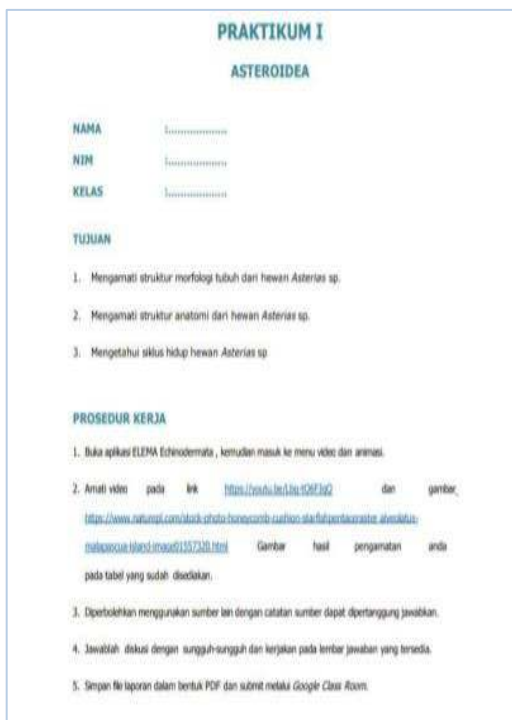 PRAKTIKUM I
ASTEROIDEA
NAMA :...................
NIM :...................
KELAS :...................
TUJUAN
1. Mengamati struktur morfologi tubuh dari hewan Asterias sp.
2. Mengamati struktur anatomi dari hewan Asterias sp.
3. Mengetahui siklus hidup hewan Asterias sp
PROSEDUR KERJA
1. Buka aplikasi ELEMA Echinodermata , kemudian masuk ke menu video dan animasi.
2. Amati video pada link dan gambar,
Gambar hasil pengamatan anda
pada tabel yang sudah disediakan.
3. Diperbolehkan menggunakan sumber lain dengan catatan sumber dapat dipertanggung jawabkan.
4. Jawablah diskusi dengan sungguh-sungguh dan kerjakan pada lembar jawaban yang tersedia.
5. Simpan file laporan dalam bentuk PDF dan submit melalui Google Class Room.